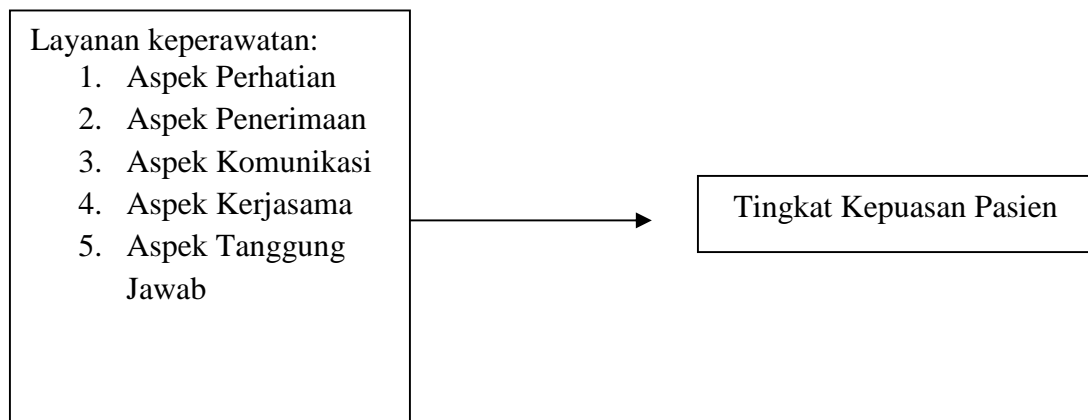 Layanan keperawatan:
1. Aspek Perhatian
2. Aspek Penerimaan
3. Aspek Komunikasi
4. Aspek Kerjasama
5. Aspek Tanggung
Jawab
Tingkat Kepuasan Pasien